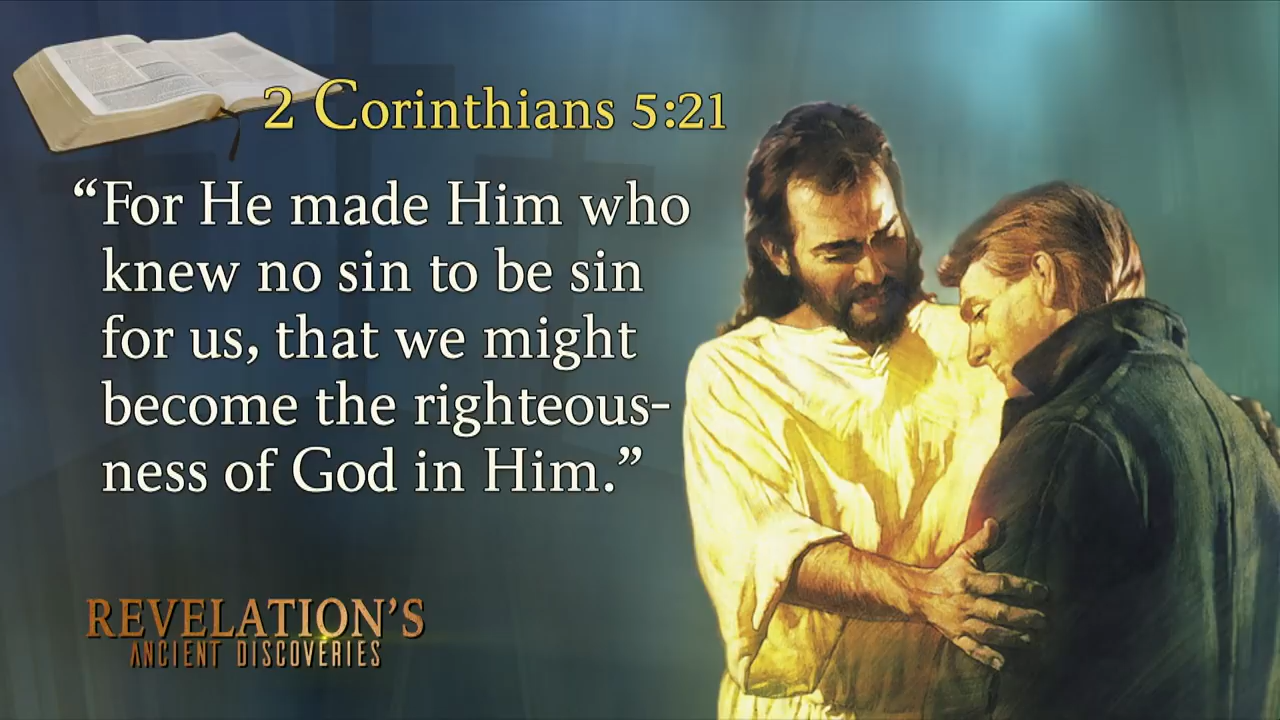 2 Corinthians 5:21
“For He made Him who
knew no sin to be sin
for us, that we might
become the righteous-
ness of God in Him.”
REVELATION’S
ANCIENT DISCOVERIES